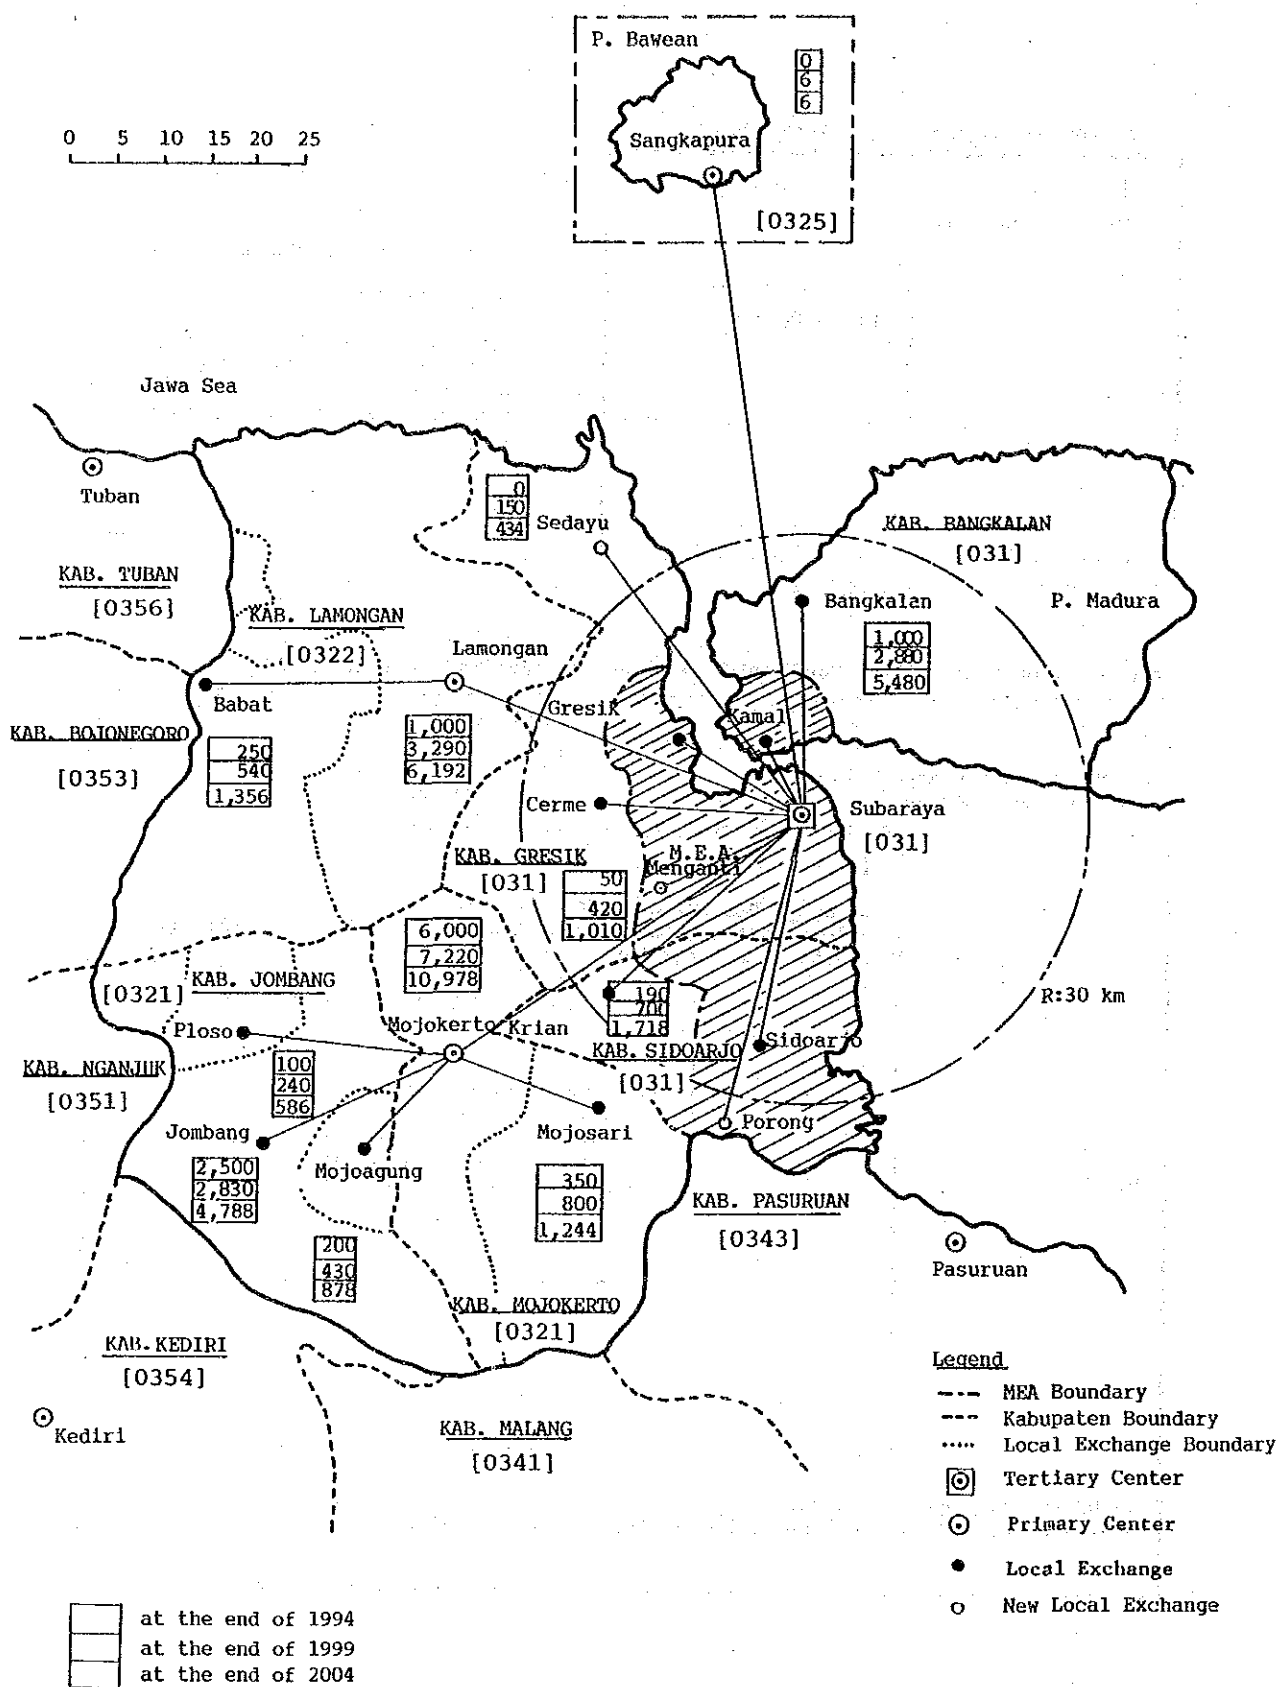 P. Bawean
0
6
6
Sangkapura
[0325]
0 5 10 15 20 25
Jawa Sea
Tuban
0
150
434
Sedayu
KAB. BANGKALAN
[031]
KAB. TUBAN
[0356]
KAB. LAMONGAN
[0322]
Bangkalan
P. Madura
1,000
2,880
5,480
Lamongan
Babat
Gresik
Kamal
KAB. BOJONEGORO
[0353]
250
540
1,356
1,000
3,290
6,192
Cerme
Subaraya
[031]
KAB. GRESIK
[031]
M.E.A.
Menganti
50
420
1,010
6,000
7,220
10,978
KAB. JOMBANG
[0321]
190
700
1,718
R:30 km
Ploso
Mojokerto
Krian
KAB. SIDOARJO
[031]
Sidoarjo
KAB. NGANJUK
[0351]
100
240
586
Jombang
2,500
2,830
4,788
Mojoagung
Mojosari
Porong
350
800
1,244
KAB. PASURUAN
[0343]
200
430
878
Pasuruan
KAB. MOJOKERTO
[0321]
KAB. KEDIRI
[0354]
Kediri
KAB. MALANG
[0341]
Legend
MEA Boundary
Kabupaten Boundary
Local Exchange Boundary
Tertiary Center
Primary Center
Local Exchange
New Local Exchange
at the end of 1994
at the end of 1999
at the end of 2004